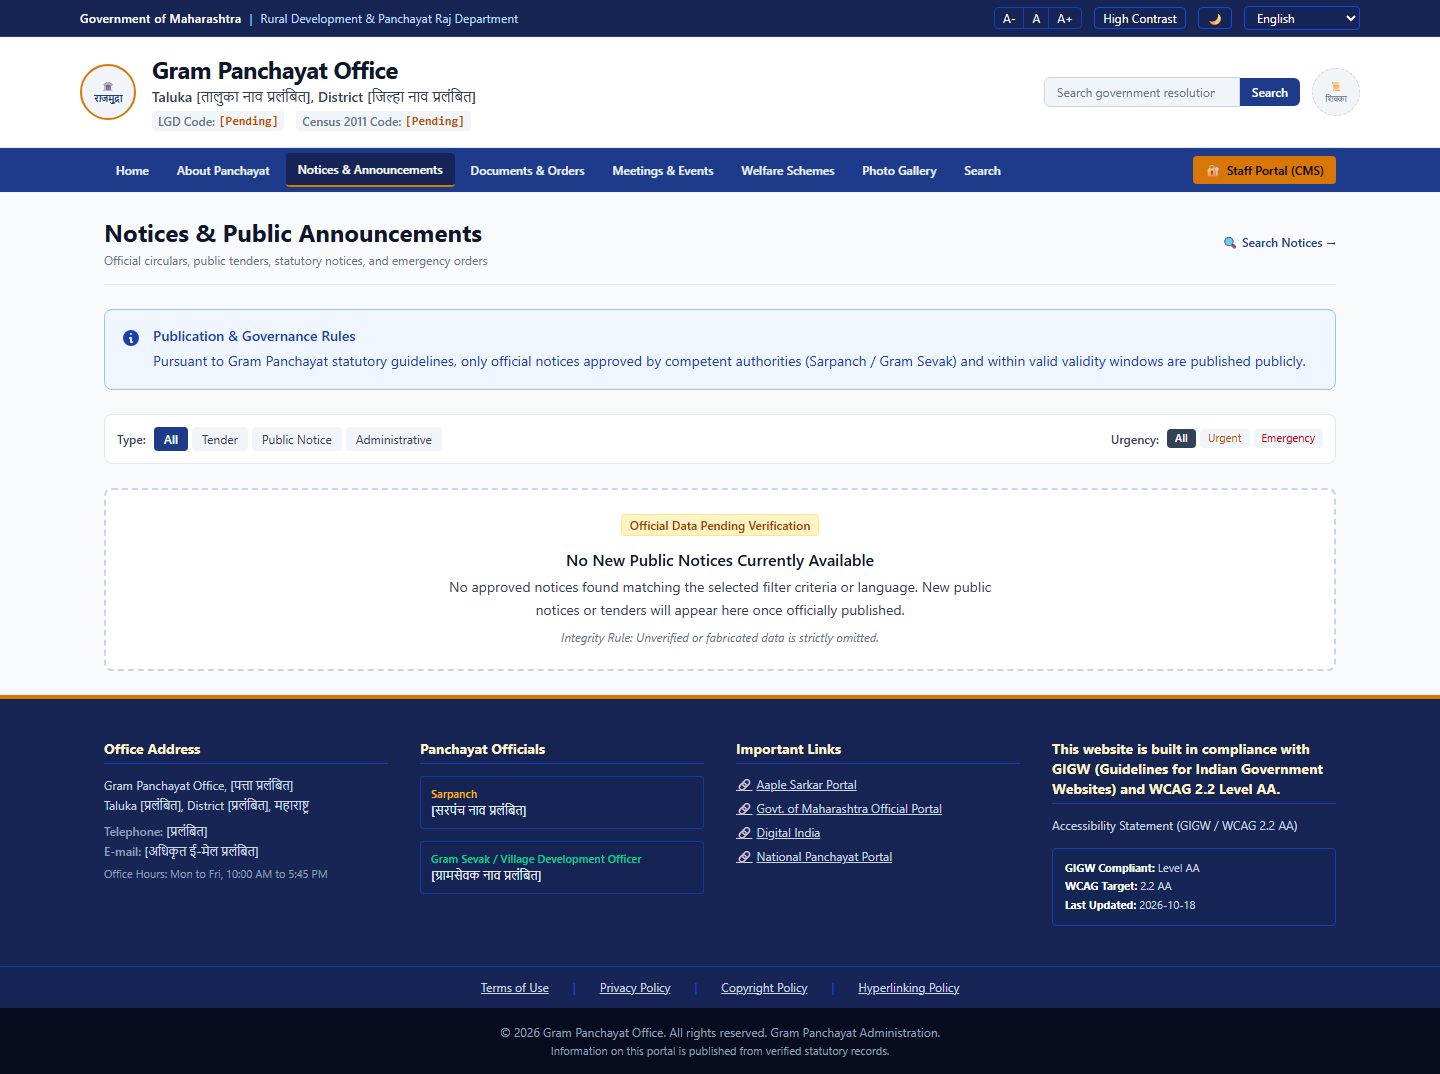 Government of Maharashtra | Rural Development & Panchayat Raj Department
A- A A+ High Contrast English
राजमुद्रा
Gram Panchayat Office
Taluka [तालुका नाव प्रलंबित], District [जिल्हा नाव प्रलंबित]
LGD Code: [Pending] Census 2011 Code: [Pending]
Search government resolution Search
शिक्का
Home About Panchayat Notices & Announcements Documents & Orders Meetings & Events Welfare Schemes Photo Gallery Search Staff Portal (CMS)
Notices & Public Announcements
Official circulars, public tenders, statutory notices, and emergency orders
Search Notices →
Publication & Governance Rules
Pursuant to Gram Panchayat statutory guidelines, only official notices approved by competent authorities (Sarpanch / Gram Sevak) and within valid validity windows are published publicly.
Type: All Tender Public Notice Administrative Urgency: All Urgent Emergency
Official Data Pending Verification
No New Public Notices Currently Available
No approved notices found matching the selected filter criteria or language. New public
notices or tenders will appear here once officially published.
Integrity Rule: Unverified or fabricated data is strictly omitted.
Office Address
Gram Panchayat Office, [पत्ता प्रलंबित]
Taluka [प्रलंबित], District [प्रलंबित], महाराष्ट्र
Telephone: [प्रलंबित]
E-mail: [अधिकृत ई-मेल प्रलंबित]
Office Hours: Mon to Fri, 10:00 AM to 5:45 PM
Panchayat Officials
Sarpanch
[सरपंच नाव प्रलंबित]
Gram Sevak / Village Development Officer
[ग्रामसेवक नाव प्रलंबित]
Important Links
Aaple Sarkar Portal
Govt. of Maharashtra Official Portal
Digital India
National Panchayat Portal
This website is built in compliance with
GIGW (Guidelines for Indian Government
Websites) and WCAG 2.2 Level AA.
Accessibility Statement (GIGW / WCAG 2.2 AA)
GIGW Compliant: Level AA
WCAG Target: 2.2 AA
Last Updated: 2026-10-18
Terms of Use | Privacy Policy | Copyright Policy | Hyperlinking Policy
© 2026 Gram Panchayat Office. All rights reserved. Gram Panchayat Administration.
Information on this portal is published from verified statutory records.